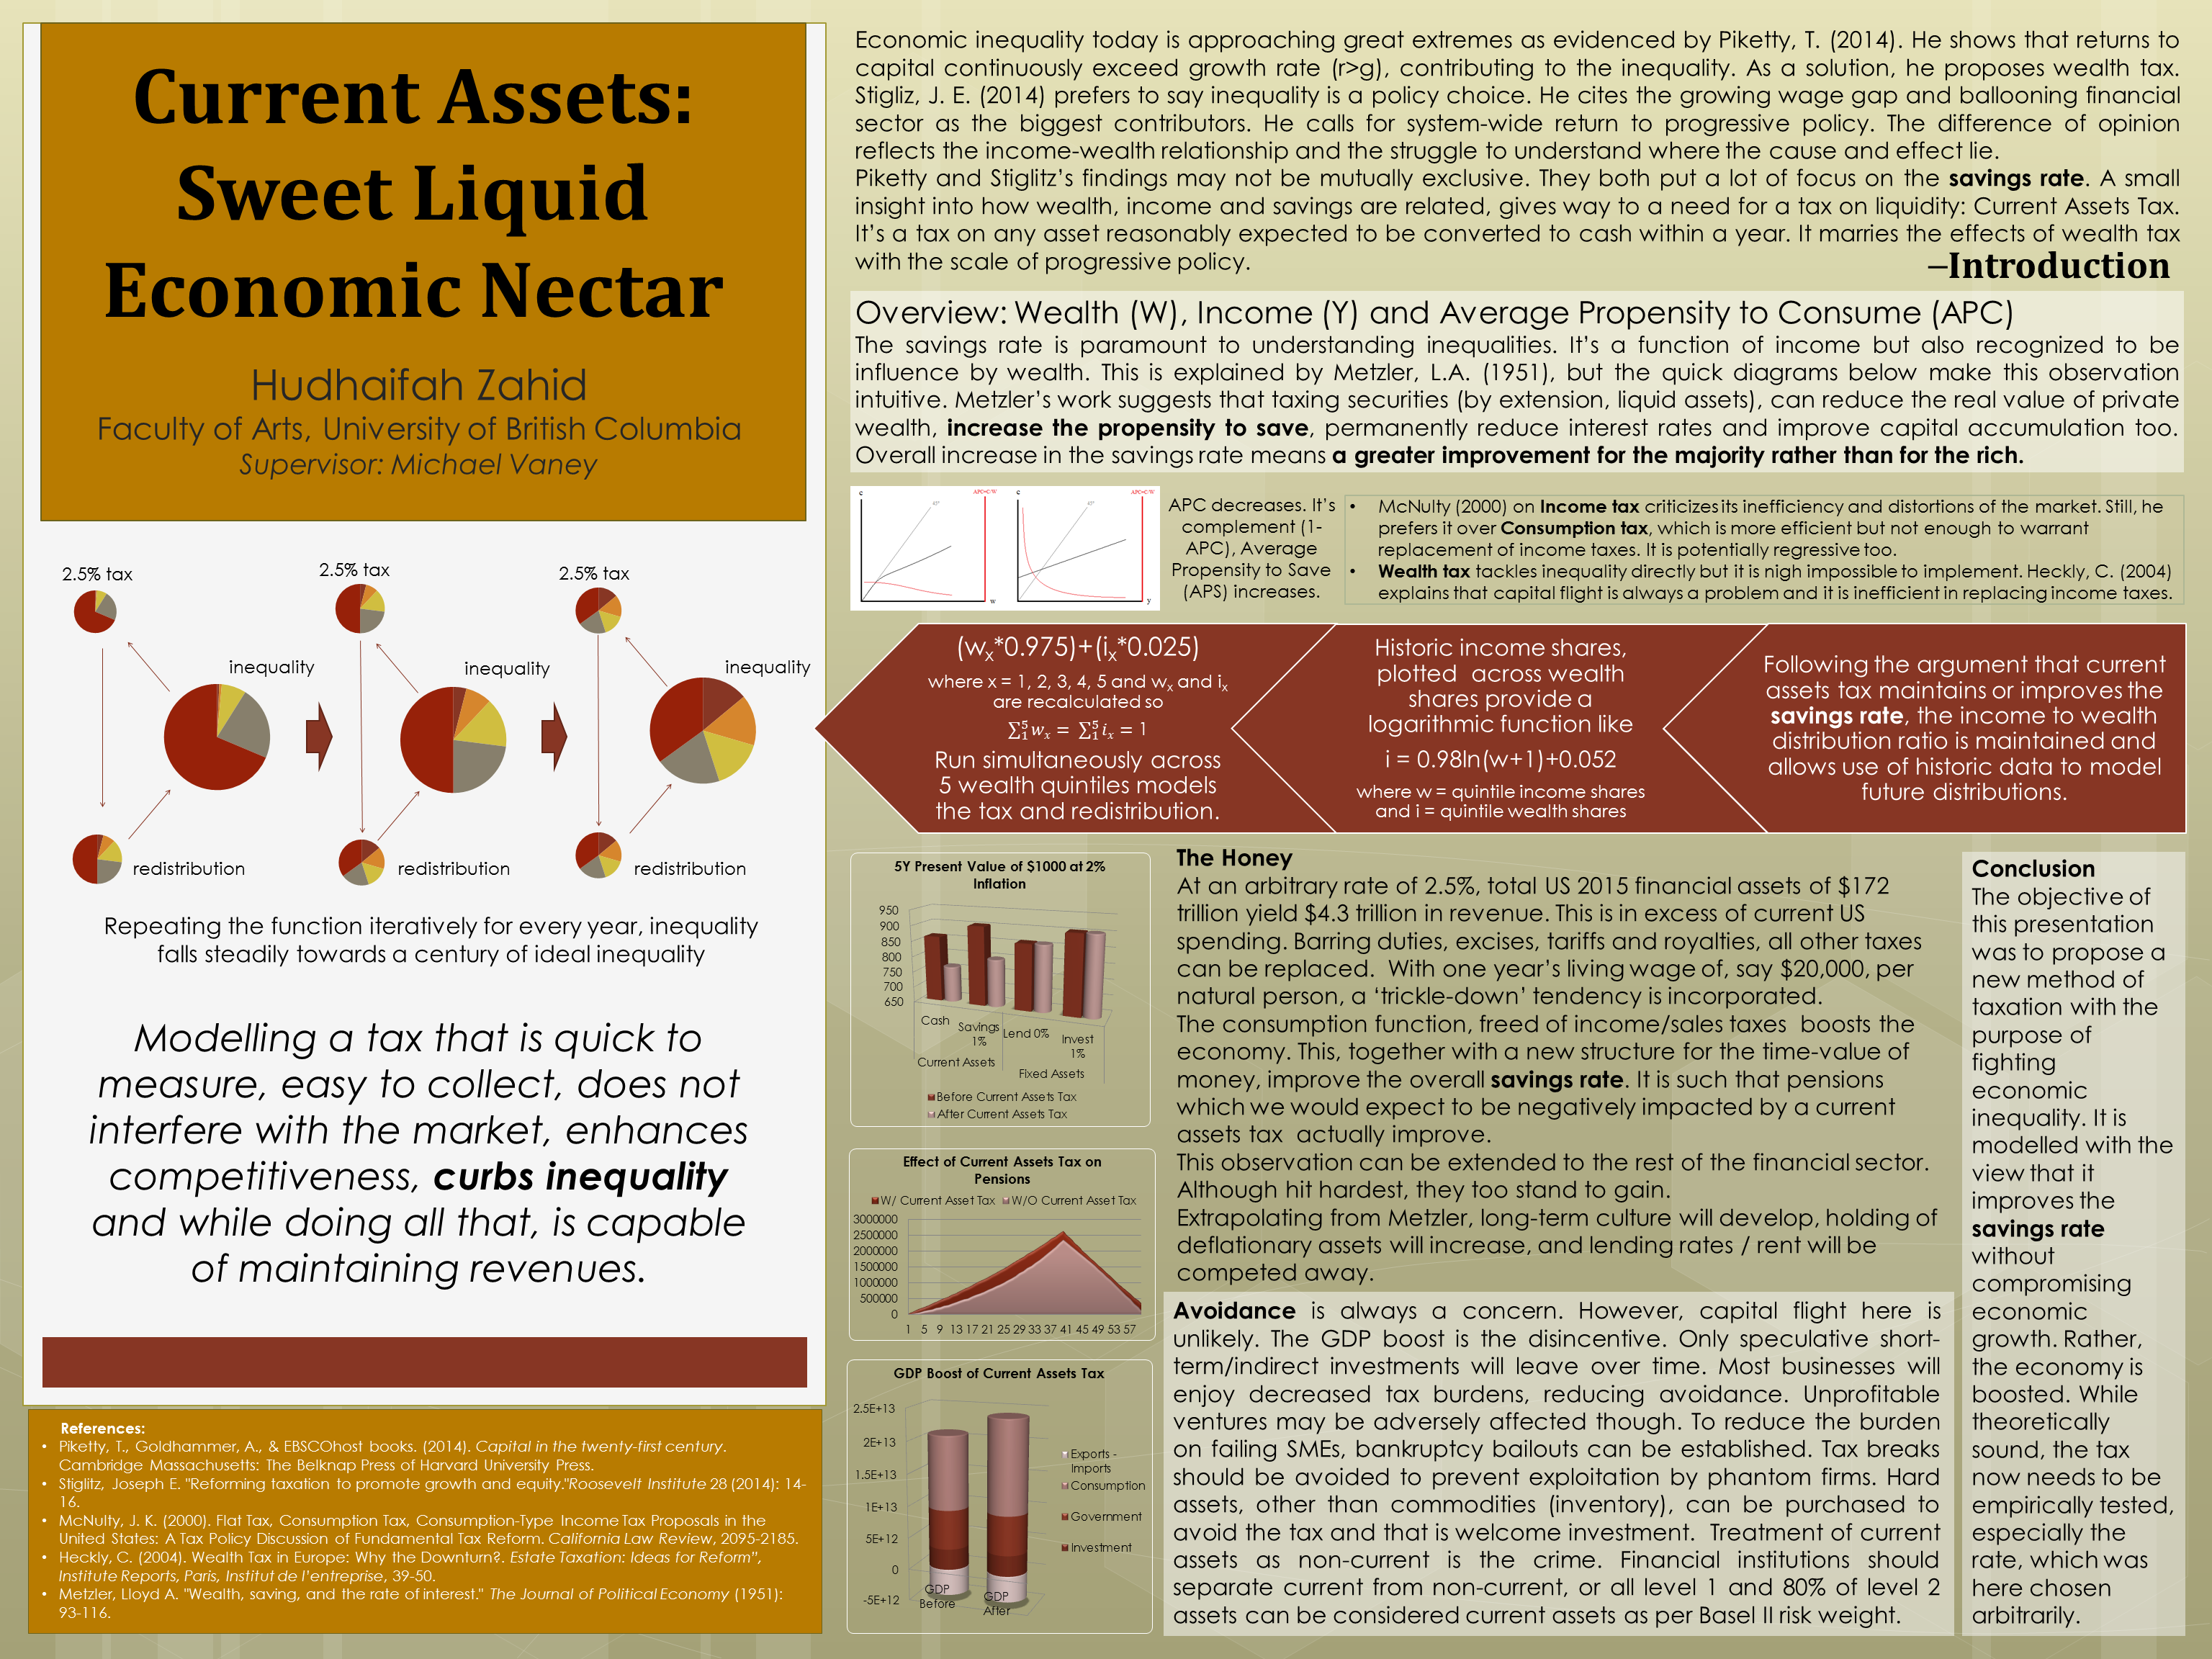 Current Assets:
Sweet Liquid
Economic Nectar
Hudhaifah Zahid
Faculty of Arts, University of British Columbia
Supervisor: Michael Vaney
2.5% tax
2.5% tax
2.5% tax
inequality
inequality
inequality
redistribution
redistribution
redistribution
Repeating the function iteratively for every year, inequality
falls steadily towards a century of ideal inequality
Modelling a tax that is quick to
measure, easy to collect, does not
interfere with the market, enhances
competitiveness, curbs inequality
and while doing all that, is capable
of maintaining revenues.
References:
• Piketty, T., Goldhammer, A., & EBSCOhost books. (2014). Capital in the twenty-first century.
Cambridge Massachusetts: The Belknap Press of Harvard University Press.
• Stiglitz, Joseph E. "Reforming taxation to promote growth and equity."Roosevelt Institute 28 (2014): 14-
16.
• McNulty, J. K. (2000). Flat Tax, Consumption Tax, Consumption-Type Income Tax Proposals in the
United States: A Tax Policy Discussion of Fundamental Tax Reform. California Law Review, 2095-2185.
• Heckly, C. (2004). Wealth Tax in Europe: Why the Downturn?. Estate Taxation: Ideas for Reform",
Institute Reports, Paris, Institut de l'entreprise, 39-50.
• Metzler, Lloyd A. "Wealth, saving, and the rate of interest." The Journal of Political Economy (1951):
93-116.
Economic inequality today is approaching great extremes as evidenced by Piketty, T. (2014). He shows that returns to
capital continuously exceed growth rate (r>g), contributing to the inequality. As a solution, he proposes wealth tax.
Stigliz, J. E. (2014) prefers to say inequality is a policy choice. He cites the growing wage gap and ballooning financial
sector as the biggest contributors. He calls for system-wide return to progressive policy. The difference of opinion
reflects the income-wealth relationship and the struggle to understand where the cause and effect lie.
Piketty and Stiglitz's findings may not be mutually exclusive. They both put a lot of focus on the savings rate. A small
insight into how wealth, income and savings are related, gives way to a need for a tax on liquidity: Current Assets Tax.
It's a tax on any asset reasonably expected to be converted to cash within a year. It marries the effects of wealth tax
with the scale of progressive policy.
–Introduction
Overview: Wealth (W), Income (Y) and Average Propensity to Consume (APC)
The savings rate is paramount to understanding inequalities. It's a function of income but also recognized to be
influence by wealth. This is explained by Metzler, L.A. (1951), but the quick diagrams below make this observation
intuitive. Metzler's work suggests that taxing securities (by extension, liquid assets), can reduce the real value of private
wealth, increase the propensity to save, permanently reduce interest rates and improve capital accumulation too.
Overall increase in the savings rate means a greater improvement for the majority rather than for the rich.
c
45°
APC=C/W
w
c
45°
APC=C/W
y
APC decreases. It's
complement (1-
APC), Average
Propensity to Save
(APS) increases.
• McNulty (2000) on Income tax criticizes its inefficiency and distortions of the market. Still, he
prefers it over Consumption tax, which is more efficient but not enough to warrant
replacement of income taxes. It is potentially regressive too.
• Wealth tax tackles inequality directly but it is nigh impossible to implement. Heckly, C. (2004)
explains that capital flight is always a problem and it is inefficient in replacing income taxes.
(wx*0.975)+(ix*0.025)
where x = 1, 2, 3, 4, 5 and wx and ix
are recalculated so
∑₁⁵wx = ∑₁⁵ix = 1
Run simultaneously across
5 wealth quintiles models
the tax and redistribution.
Historic income shares,
plotted across wealth
shares provide a
logarithmic function like
i = 0.98ln(w+1)+0.052
where w = quintile income shares
and i = quintile wealth shares
Following the argument that current
assets tax maintains or improves the
savings rate, the income to wealth
distribution ratio is maintained and
allows use of historic data to model
future distributions.
5Y Present Value of $1000 at 2%
Inflation
950
900
850
800
750
700
650
Cash
Savings
1%
Lend 0%
Invest
1%
Current Assets
Fixed Assets
Before Current Assets Tax
After Current Assets Tax
Effect of Current Assets Tax on
Pensions
W/ Current Asset Tax W/O Current Asset Tax
3000000
2500000
2000000
1500000
1000000
500000
0
1 5 9 13 17 21 25 29 33 37 41 45 49 53 57
GDP Boost of Current Assets Tax
2.5E+13
2E+13
1.5E+13
1E+13
5E+12
0
-5E+12
GDP
Before
GDP
After
Exports -
Imports
Consumption
Government
Investment
The Honey
At an arbitrary rate of 2.5%, total US 2015 financial assets of $172
trillion yield $4.3 trillion in revenue. This is in excess of current US
spending. Barring duties, excises, tariffs and royalties, all other taxes
can be replaced. With one year's living wage of, say $20,000, per
natural person, a 'trickle-down' tendency is incorporated.
The consumption function, freed of income/sales taxes boosts the
economy. This, together with a new structure for the time-value of
money, improve the overall savings rate. It is such that pensions
which we would expect to be negatively impacted by a current
assets tax actually improve.
This observation can be extended to the rest of the financial sector.
Although hit hardest, they too stand to gain.
Extrapolating from Metzler, long-term culture will develop, holding of
deflationary assets will increase, and lending rates / rent will be
competed away.
Avoidance is always a concern. However, capital flight here is
unlikely. The GDP boost is the disincentive. Only speculative short-
term/indirect investments will leave over time. Most businesses will
enjoy decreased tax burdens, reducing avoidance. Unprofitable
ventures may be adversely affected though. To reduce the burden
on failing SMEs, bankruptcy bailouts can be established. Tax breaks
should be avoided to prevent exploitation by phantom firms. Hard
assets, other than commodities (inventory), can be purchased to
avoid the tax and that is welcome investment. Treatment of current
assets as non-current is the crime. Financial institutions should
separate current from non-current, or all level 1 and 80% of level 2
assets can be considered current assets as per Basel II risk weight.
Conclusion
The objective of
this presentation
was to propose a
new method of
taxation with the
purpose of
fighting
economic
inequality. It is
modelled with the
view that it
improves the
savings rate
without
compromising
economic
growth. Rather,
the economy is
boosted. While
theoretically
sound, the tax
now needs to be
empirically tested,
especially the
rate, which was
here chosen
arbitrarily.